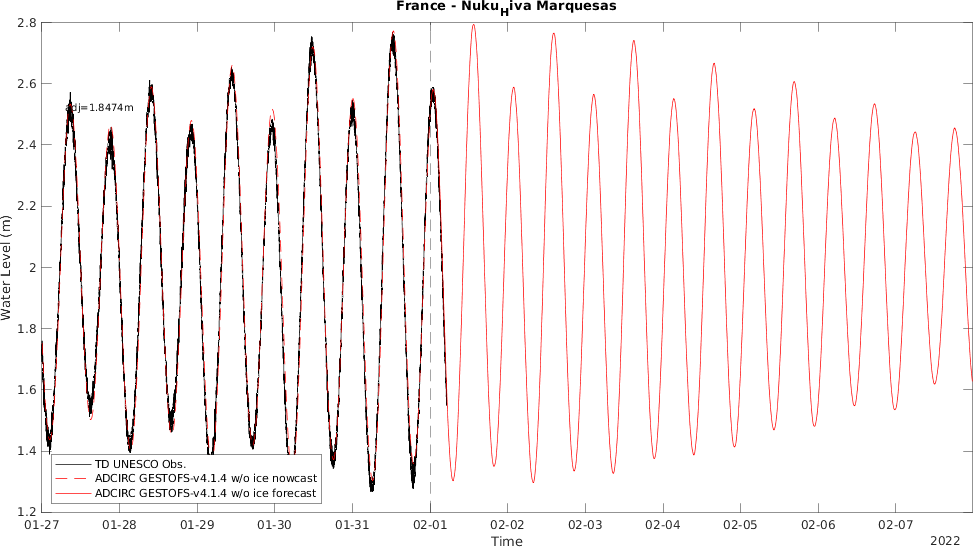 France - Nuku_Hiva Marquesas
2.8
2.6
2.4
2.2
2
1.8
1.6
1.4
1.2
Water Level (m)
adj=1.8474m
TD UNESCO Obs.
ADCIRC GESTOFS-v4.1.4 w/o ice nowcast
ADCIRC GESTOFS-v4.1.4 w/o ice forecast
01-27 01-28 01-29 01-30 01-31 02-01 02-02 02-03 02-04 02-05 02-06 02-07
Time
2022